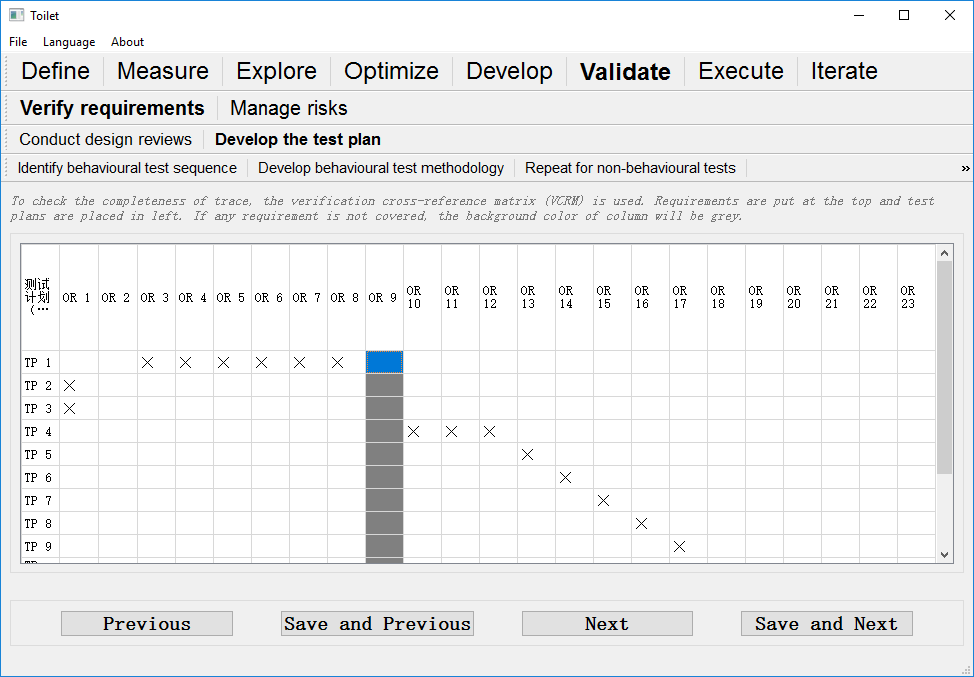 Toilet
File Language About
Define Measure Explore Optimize Develop Validate Execute Iterate
Verify requirements Manage risks
Conduct design reviews Develop the test plan
Identify behavioural test sequence Develop behavioural test methodology Repeat for non-behavioural tests »
To check the completeness of trace, the verification cross-reference matrix (VCRM) is used. Requirements are put at the top and test
plans are placed in left. If any requirement is not covered, the background color of column will be grey.
测试计划(… OR 1 OR 2 OR 3 OR 4 OR 5 OR 6 OR 7 OR 8 OR 9 OR 10 OR 11 OR 12 OR 13 OR 14 OR 15 OR 16 OR 17 OR 18 OR 19 OR 20 OR 21 OR 22 OR 23
TP 1 × × × × × ×
TP 2 ×
TP 3 ×
TP 4 × × ×
TP 5 ×
TP 6 ×
TP 7 ×
TP 8 ×
TP 9 ×
Previous Save and Previous Next Save and Next